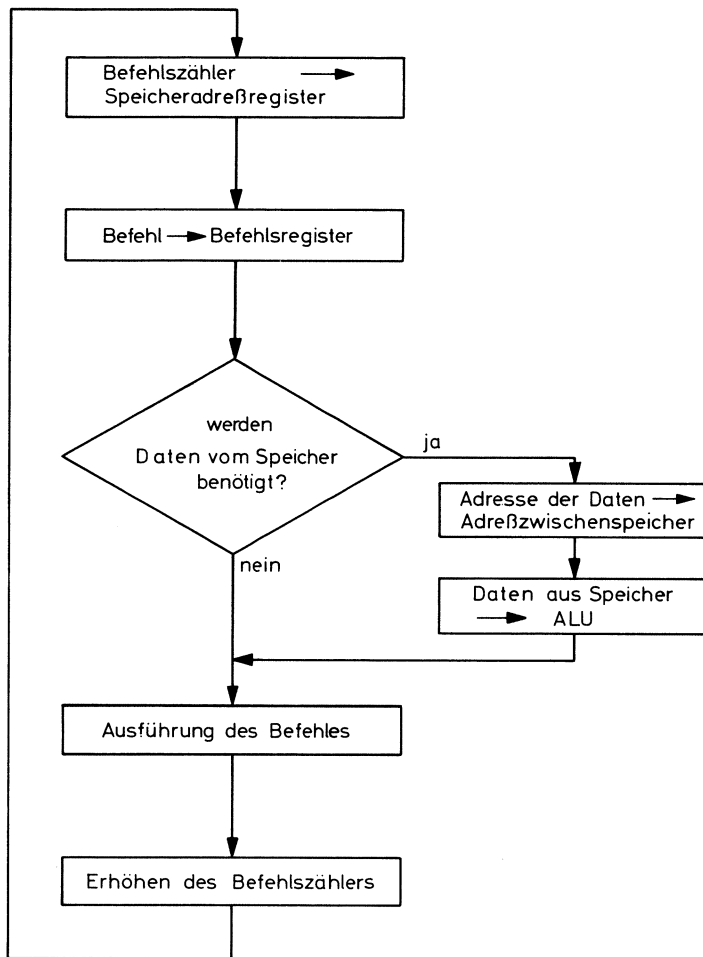 Befehlszähler →
Speicheradreßregister
Befehl → Befehlsregister
werden
Daten vom Speicher
benötigt?
ja
Adresse der Daten →
Adreßzwischenspeicher
Daten aus Speicher
→ ALU
nein
Ausführung des Befehles
Erhöhen des Befehlszählers